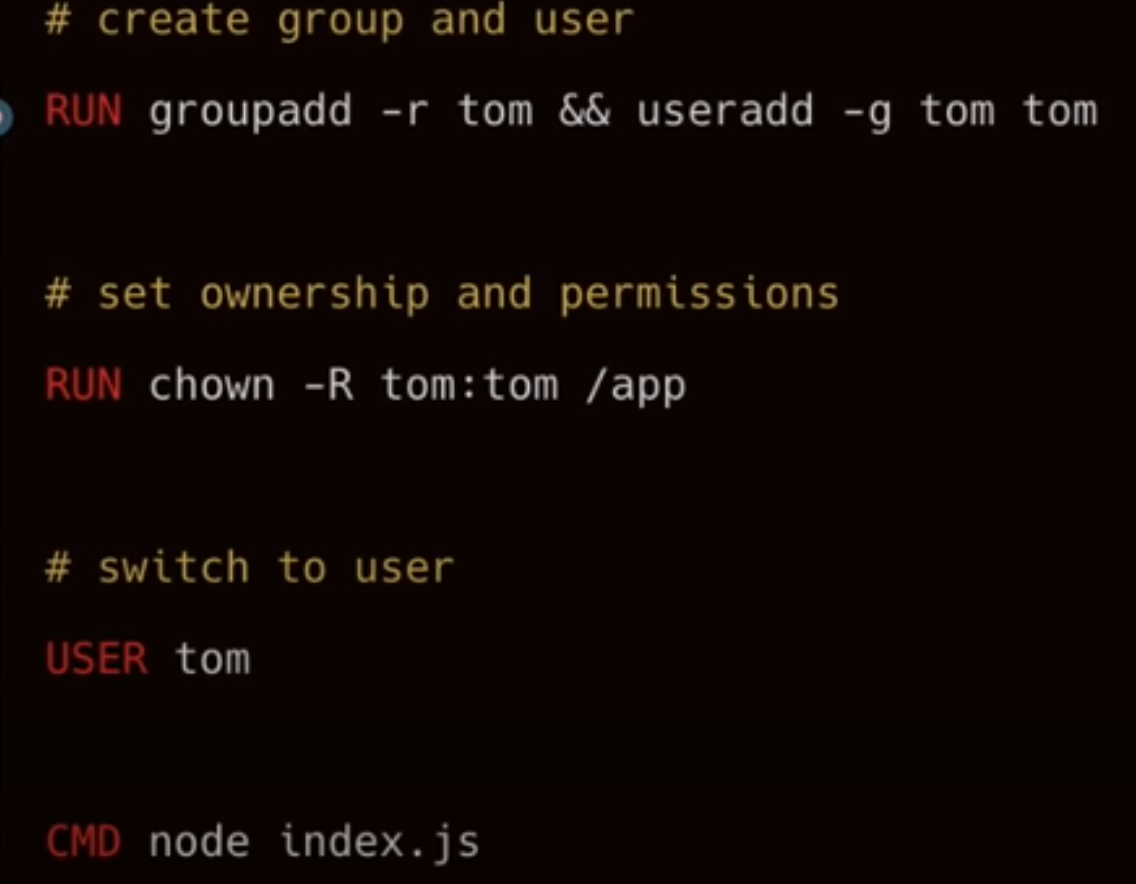 # create group and user
RUN groupadd -r tom && useradd -g tom tom
# set ownership and permissions
RUN chown -R tom:tom /app
# switch to user
USER tom
CMD node index.js